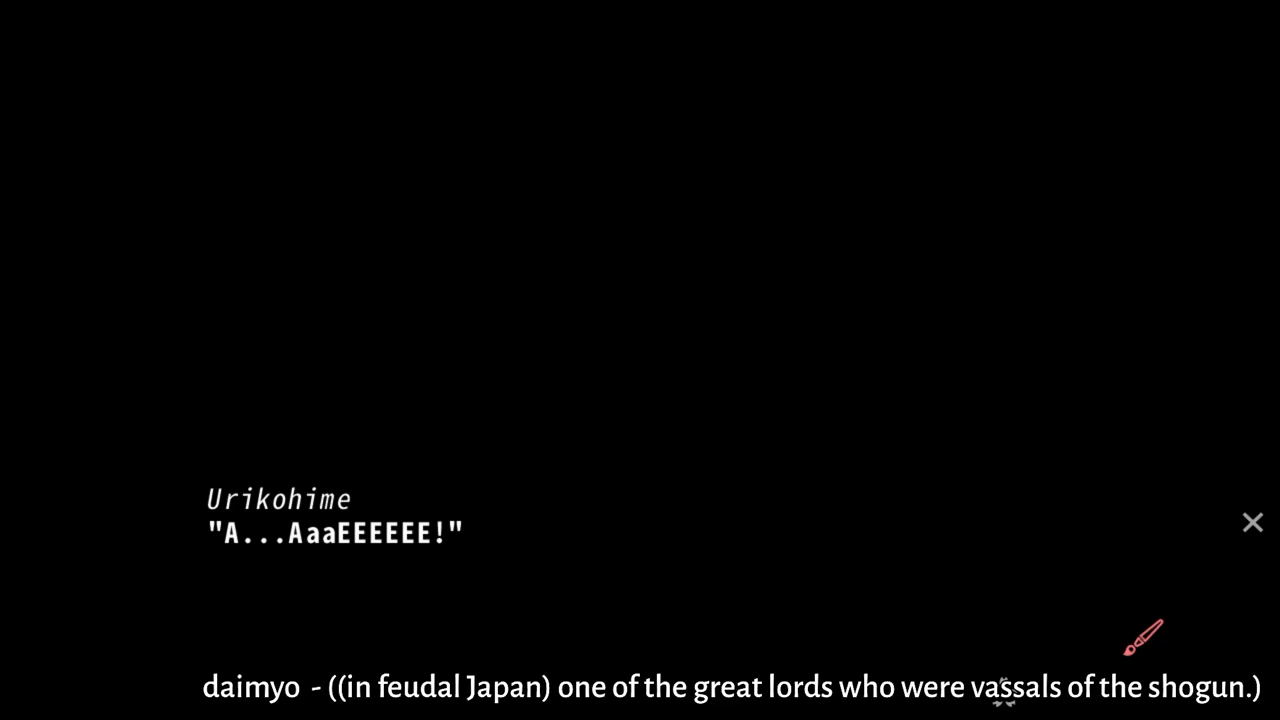 Urikohime
"A...AaaEEEEEE!"
daimyo - ((in feudal Japan) one of the great lords who were vassals of the shogun.)